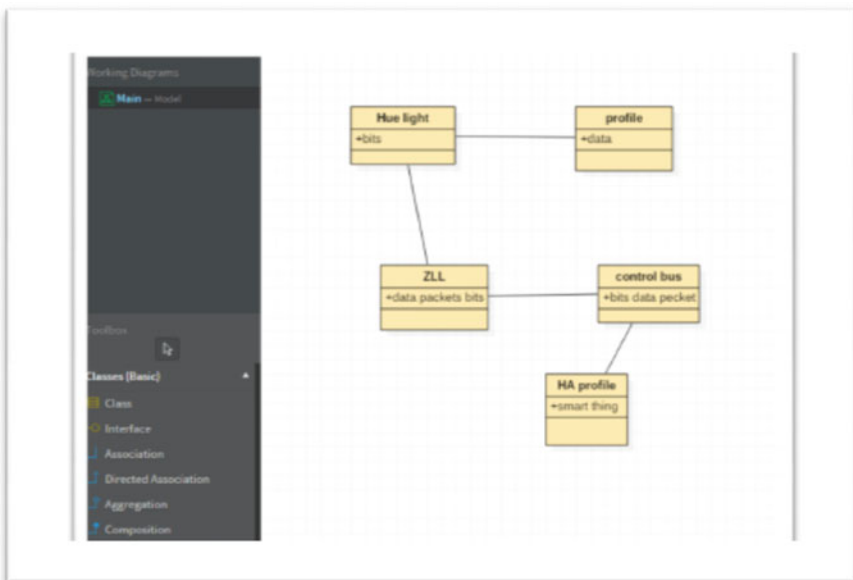 Working Diagrams
Main — Model
Toolbox
Classes (Basic)
Class
Interface
Association
Directed Association
Aggregation
Composition
Hue light
+bits
profile
+data
ZLL
+data packets bits
control bus
+bits data pecket
HA profile
+smart thing